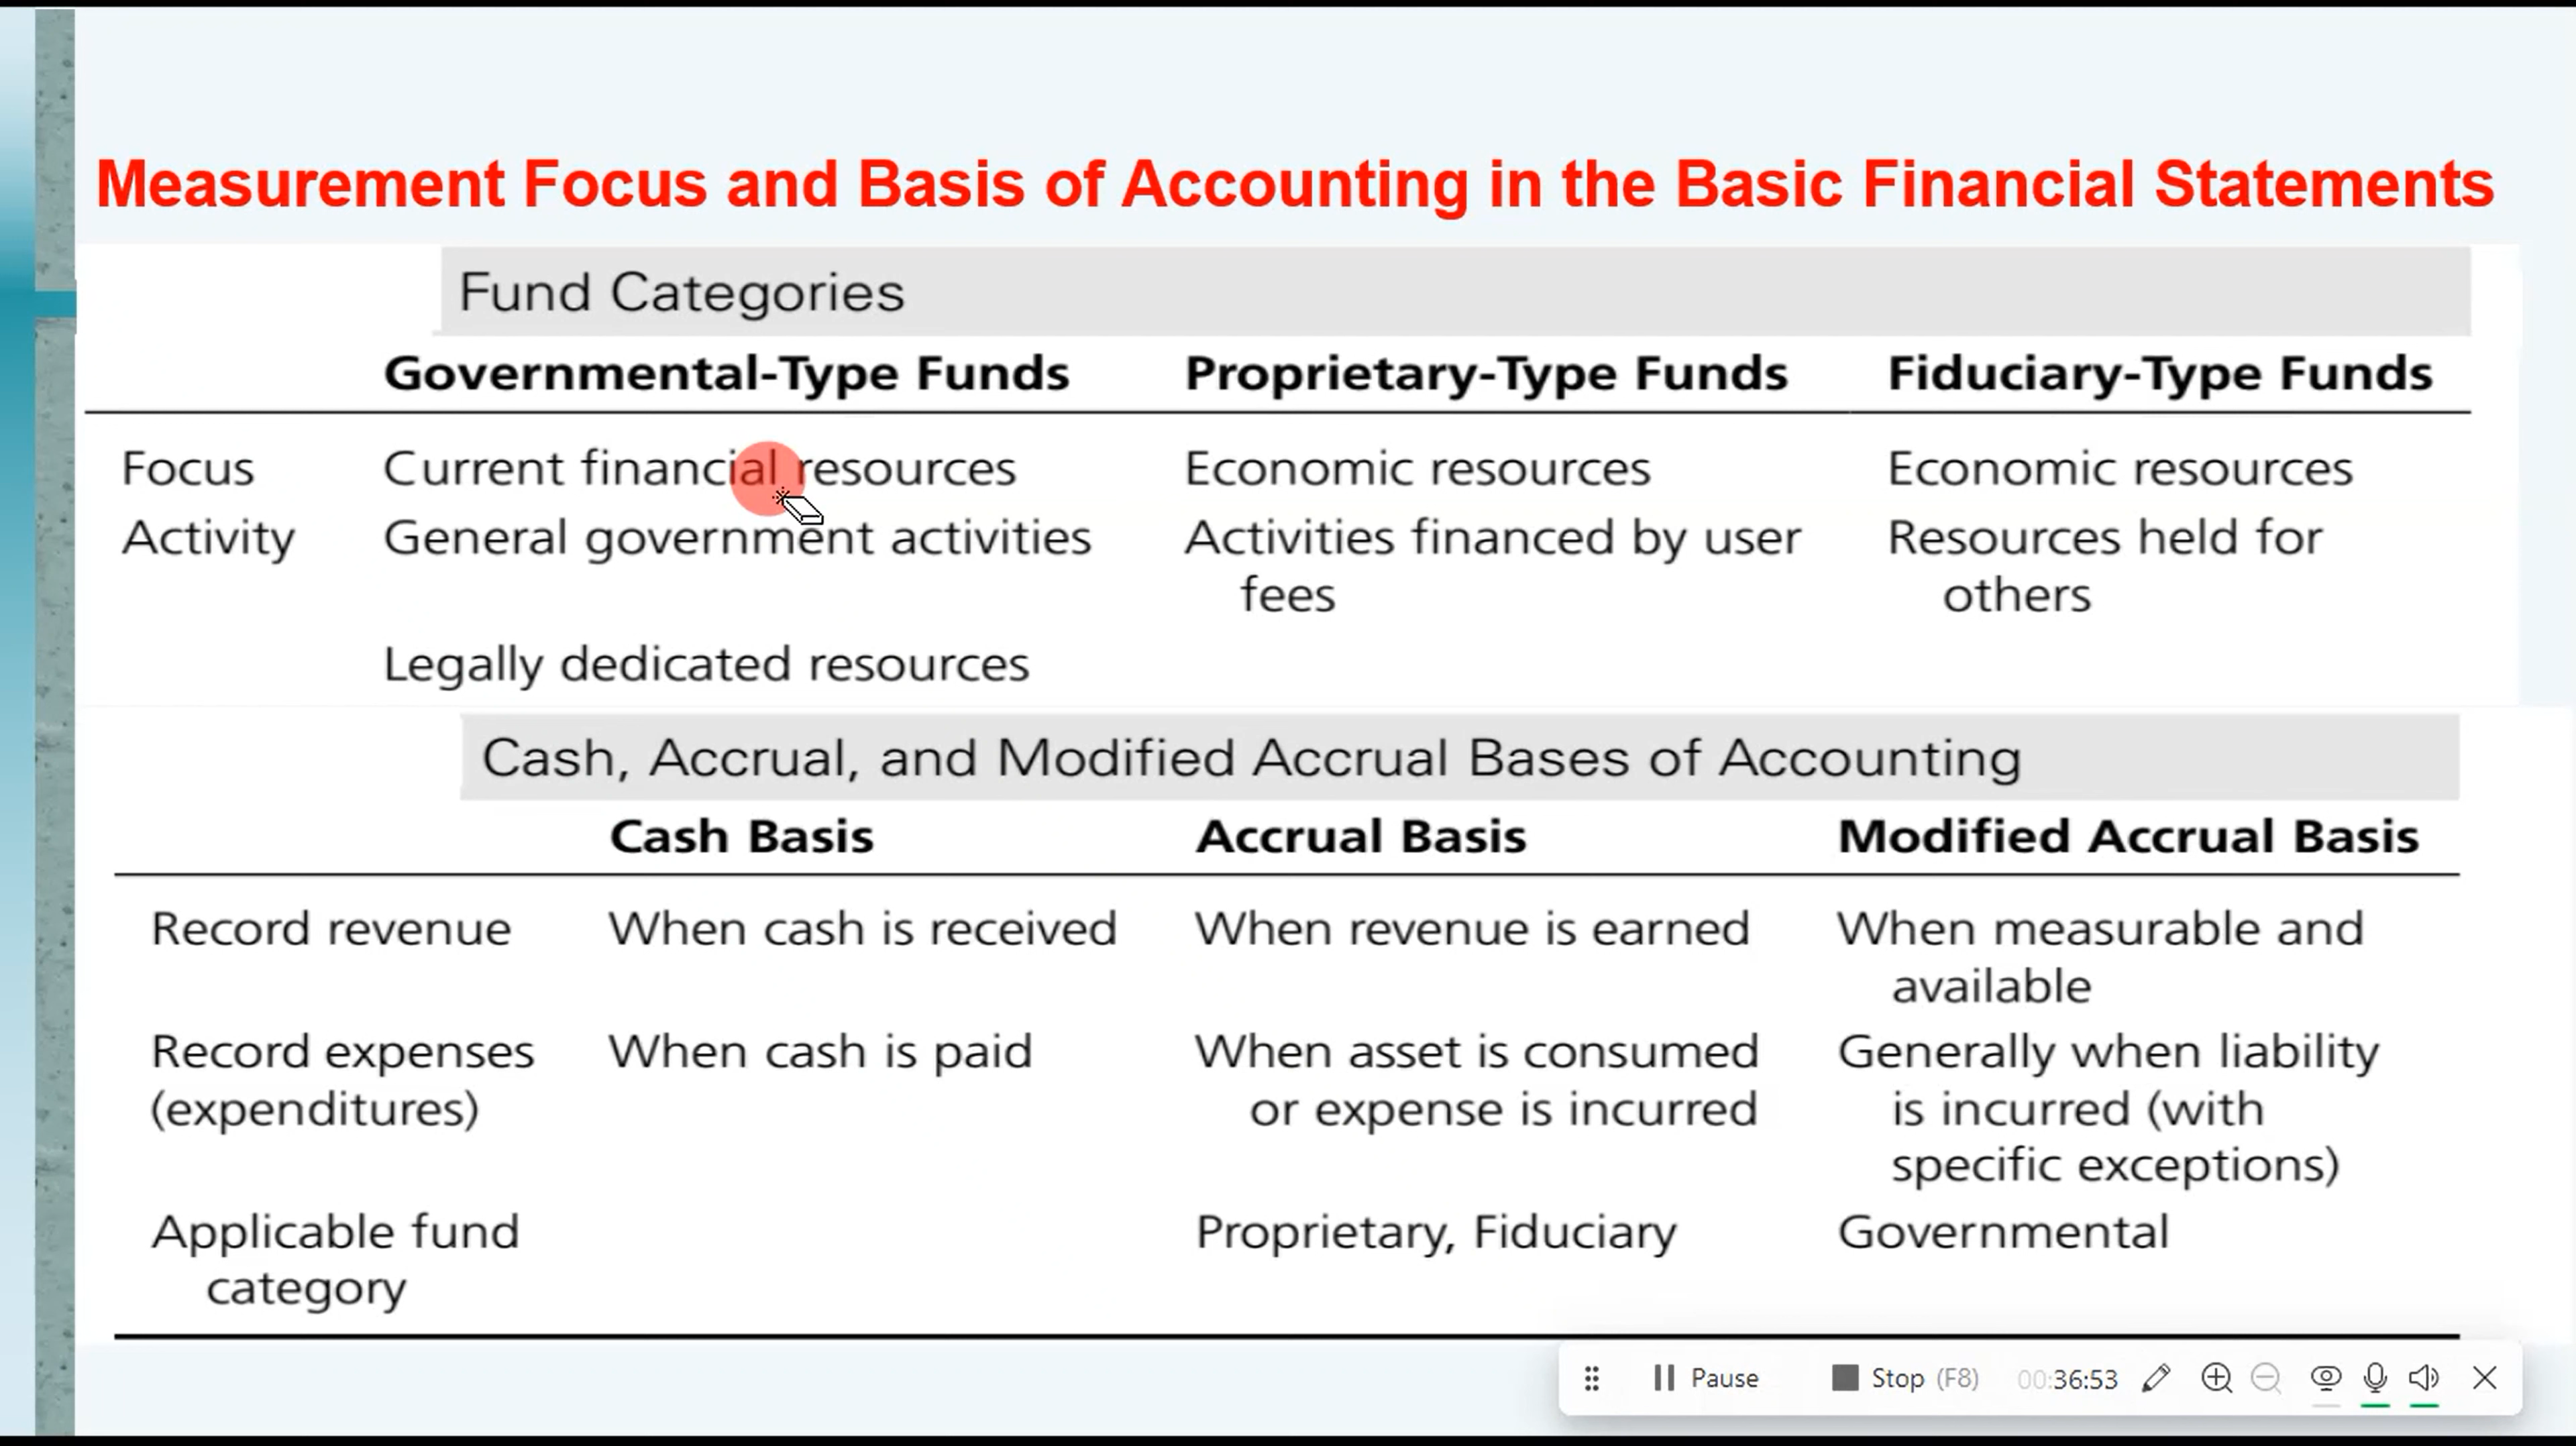 Measurement Focus and Basis of Accounting in the Basic Financial Statements
Fund Categories
Governmental-Type Funds Proprietary-Type Funds Fiduciary-Type Funds
Focus Current financial resources Economic resources Economic resources
Activity General government activities Activities financed by user Resources held for
fees others
Legally dedicated resources
Cash, Accrual, and Modified Accrual Bases of Accounting
Cash Basis Accrual Basis Modified Accrual Basis
Record revenue When cash is received When revenue is earned When measurable and
available
Record expenses When cash is paid When asset is consumed Generally when liability
(expenditures) or expense is incurred is incurred (with
specific exceptions)
Applicable fund Proprietary, Fiduciary Governmental
category
Pause Stop (F8) 00:36:53